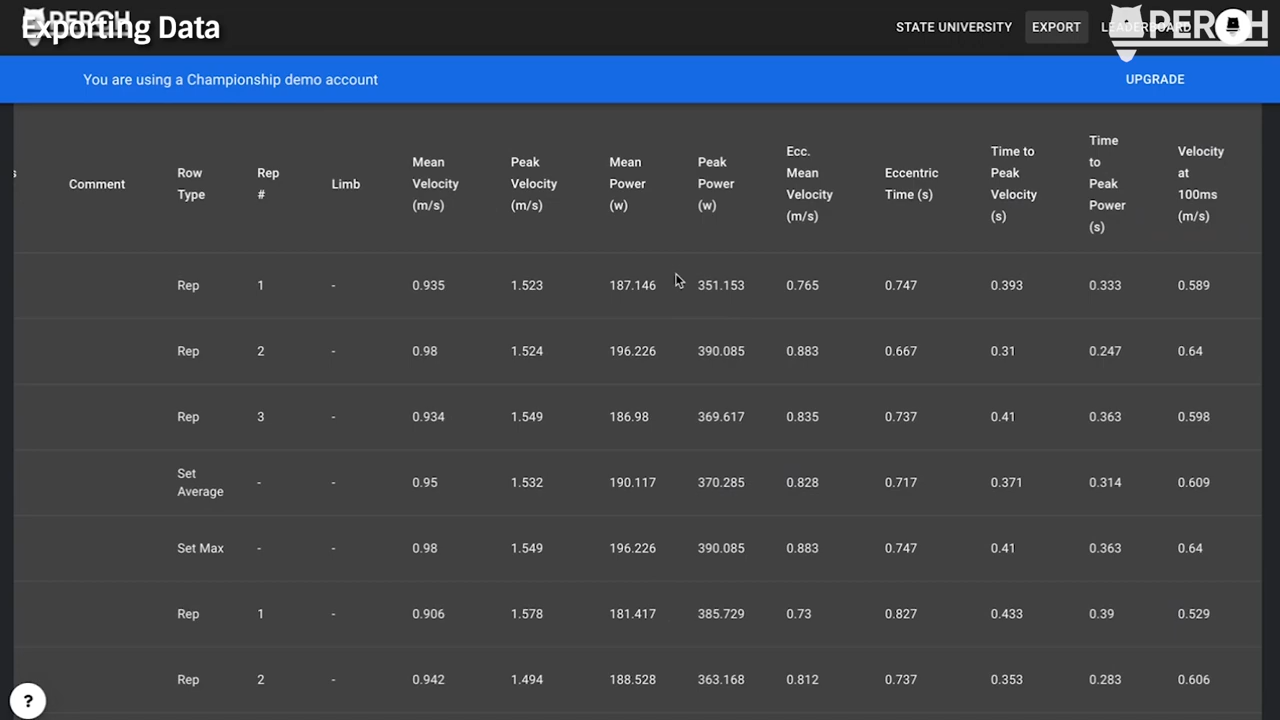 PERCH
Exporting Data
STATE UNIVERSITY
EXPORT
LEADERBOARD
PERCH
You are using a Championship demo account
UPGRADE
s
Comment
Row
Type
Rep
#
Limb
Mean
Velocity
(m/s)
Peak
Velocity
(m/s)
Mean
Power
(w)
Peak
Power
(w)
Ecc.
Mean
Velocity
(m/s)
Eccentric
Time (s)
Time to
Peak
Velocity
(s)
Time
to
Peak
Power
(s)
Velocity
at
100ms
(m/s)
Rep 1 - 0.935 1.523 187.146 351.153 0.765 0.747 0.393 0.333 0.589
Rep 2 - 0.98 1.524 196.226 390.085 0.883 0.667 0.31 0.247 0.64
Rep 3 - 0.934 1.549 186.98 369.617 0.835 0.737 0.41 0.363 0.598
Set
Average
- - 0.95 1.532 190.117 370.285 0.828 0.717 0.371 0.314 0.609
Set Max - - 0.98 1.549 196.226 390.085 0.883 0.747 0.41 0.363 0.64
Rep 1 - 0.906 1.578 181.417 385.729 0.73 0.827 0.433 0.39 0.529
Rep 2 - 0.942 1.494 188.528 363.168 0.812 0.737 0.353 0.283 0.606
?